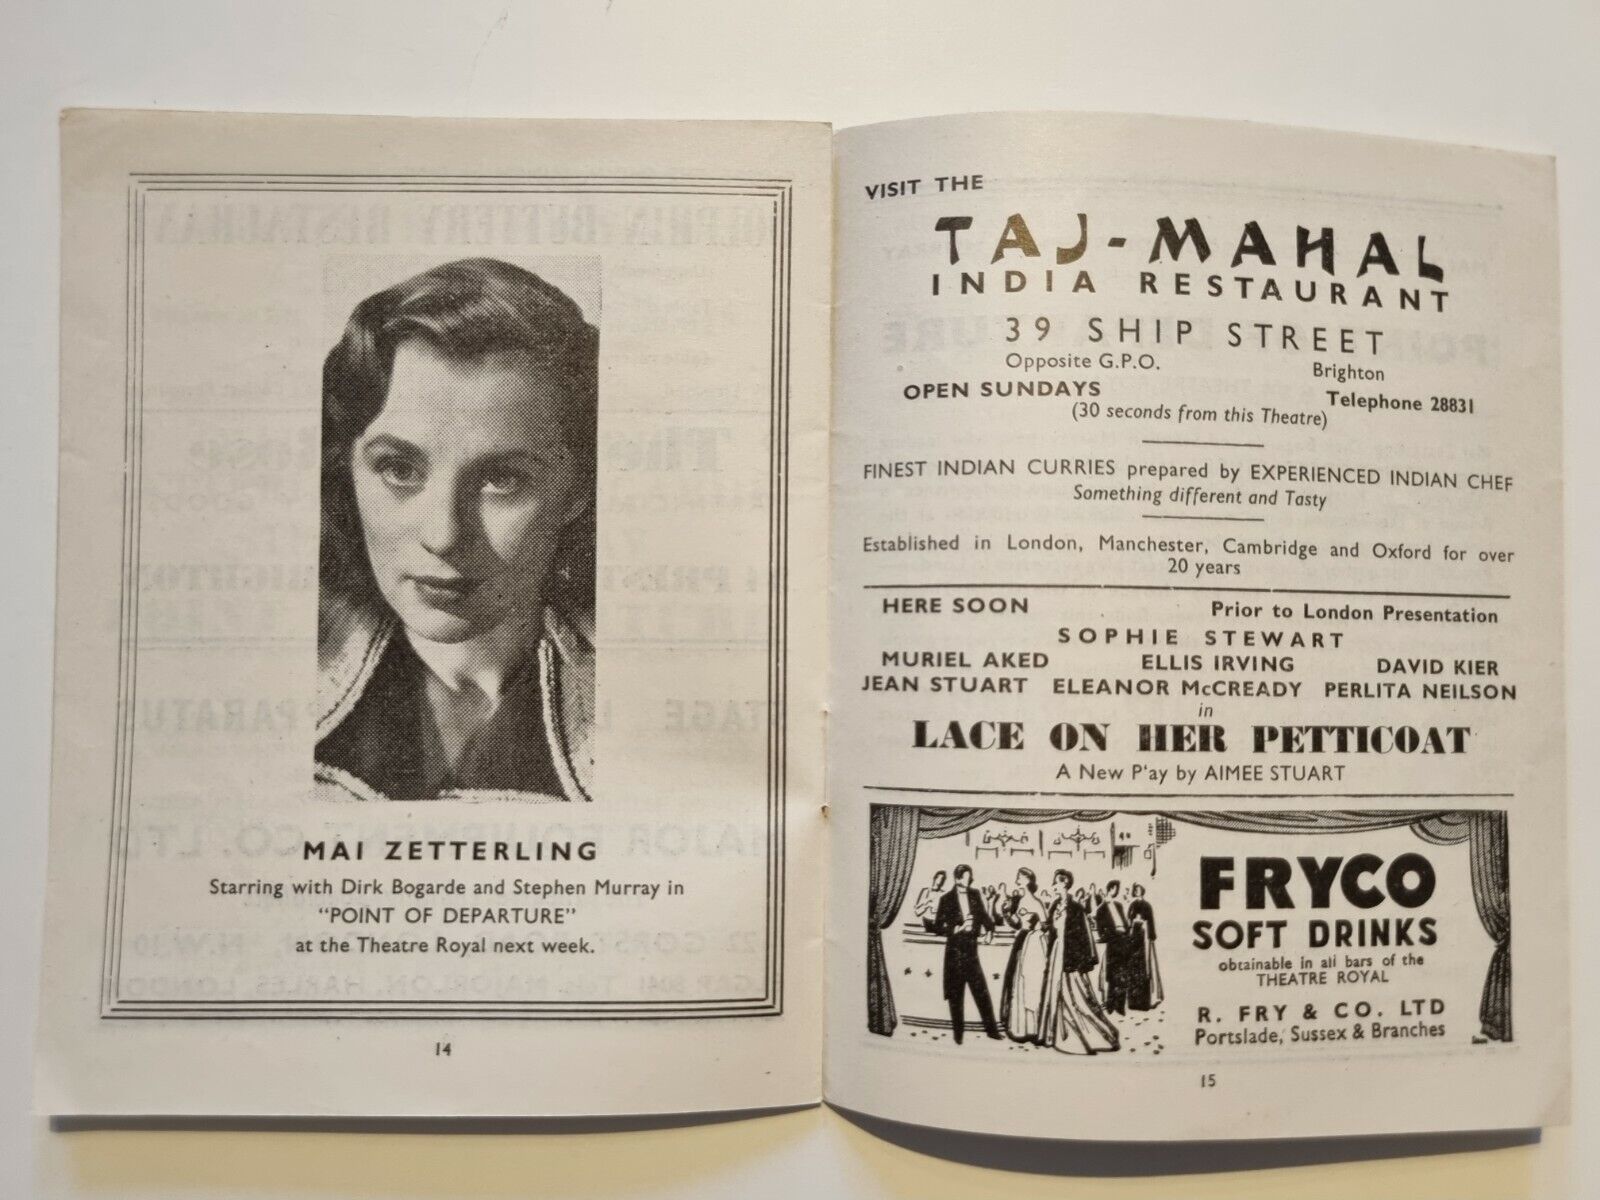 MAI ZETTERLING
Starring with Dirk Bogarde and Stephen Murray in
"POINT OF DEPARTURE"
at the Theatre Royal next week.
14
VISIT THE
TAJ-MAHAL
INDIA RESTAURANT
39 SHIP STREET
Opposite G.P.O. Brighton
OPEN SUNDAYS Telephone 28831
(30 seconds from this Theatre)
FINEST INDIAN CURRIES prepared by EXPERIENCED INDIAN CHEF
Something different and Tasty
Established in London, Manchester, Cambridge and Oxford for over
20 years
HERE SOON Prior to London Presentation
SOPHIE STEWART
MURIEL AKED ELLIS IRVING DAVID KIER
JEAN STUART ELEANOR McCREADY PERLITA NEILSON
in
LACE ON HER PETTICOAT
A New P'ay by AIMEE STUART
FRYCO
SOFT DRINKS
obtainable in all bars of the
THEATRE ROYAL
R. FRY & CO. LTD
Portslade, Sussex & Branches
15